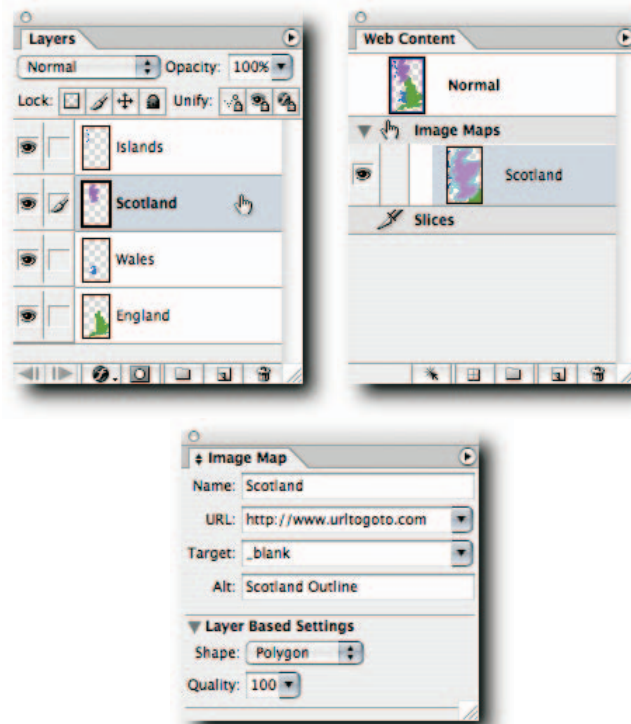 Layers
Normal Opacity: 100%
Lock: Unify:
Islands
Scotland
Wales
England
Web Content
Normal
Image Maps
Scotland
Slices
Image Map
Name: Scotland
URL: http://www.urltogoto.com
Target: _blank
Alt: Scotland Outline
Layer Based Settings
Shape: Polygon
Quality: 100